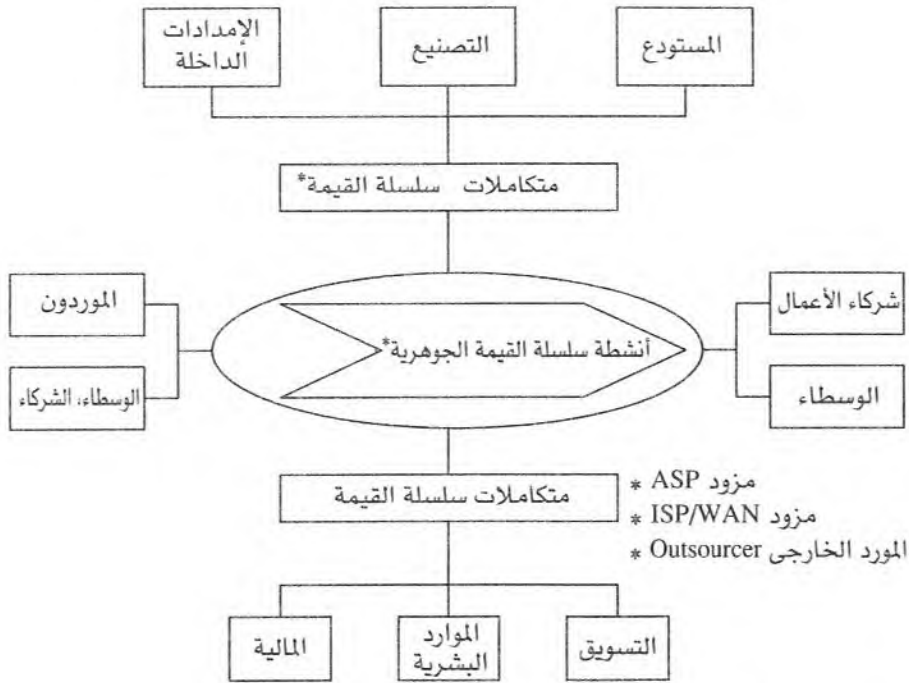 المستودع
التصنيع
الإمدادات
الداخلة
متكاملات سلسلة القيمة*
شركاء الأعمال
الموردون
أنشطة سلسلة القيمة الجوهرية*
الوسطاء
الوسطاء، الشركاء
متكاملات سلسلة القيمة
* مزود ASP
* مزود ISP/WAN
* المورد الخارجى Outsourcer
التسويق
الموارد
البشرية
المالية